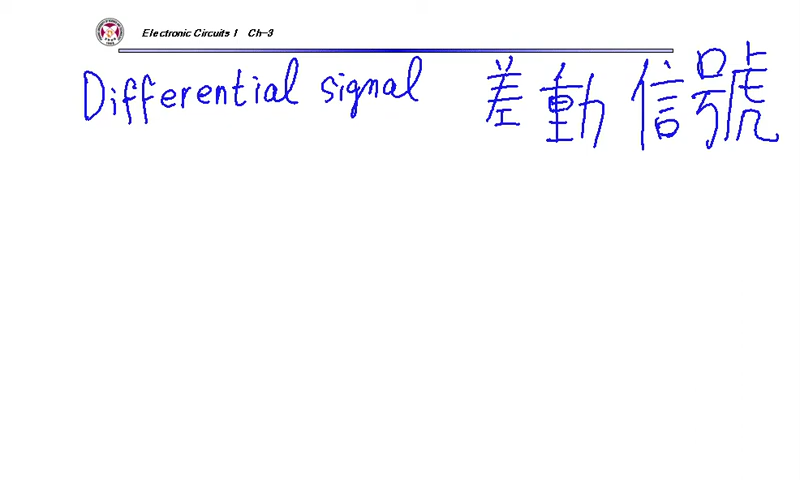 Electronic Circuits 1 Ch-3
Differential signal 差動信號